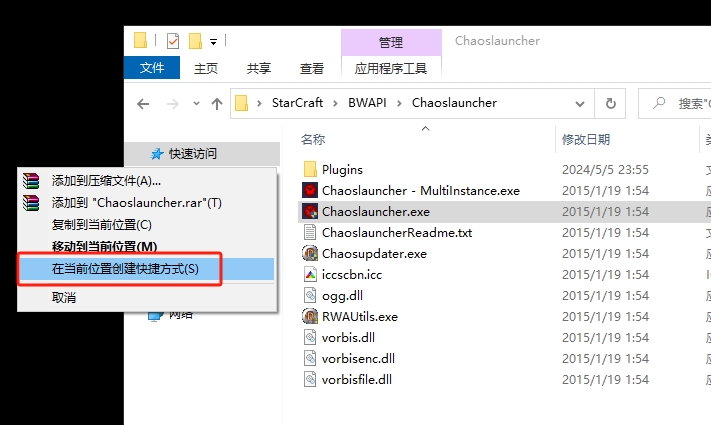 管理
Chaoslauncher
文件
主页
共享
查看
应用程序工具
StarCraft
BWAPI
Chaoslauncher
搜索"C
名称
修改日期
快速访问
添加到压缩文件(A)...
添加到 "Chaoslauncher.rar"(T)
复制到当前位置(C)
移动到当前位置(M)
在当前位置创建快捷方式(S)
取消
网络
Plugins 2024/5/5 23:55
Chaoslauncher - MultiInstance.exe 2015/1/19 1:54
Chaoslauncher.exe 2015/1/19 1:54
ChaoslauncherReadme.txt 2015/1/19 1:54
Chaosupdater.exe 2015/1/19 1:54
iccscbn.icc 2015/1/19 1:54
ogg.dll 2015/1/19 1:54
RWAUtils.exe 2015/1/19 1:54
vorbis.dll 2015/1/19 1:54
vorbisenc.dll 2015/1/19 1:54
vorbisfile.dll 2015/1/19 1:54